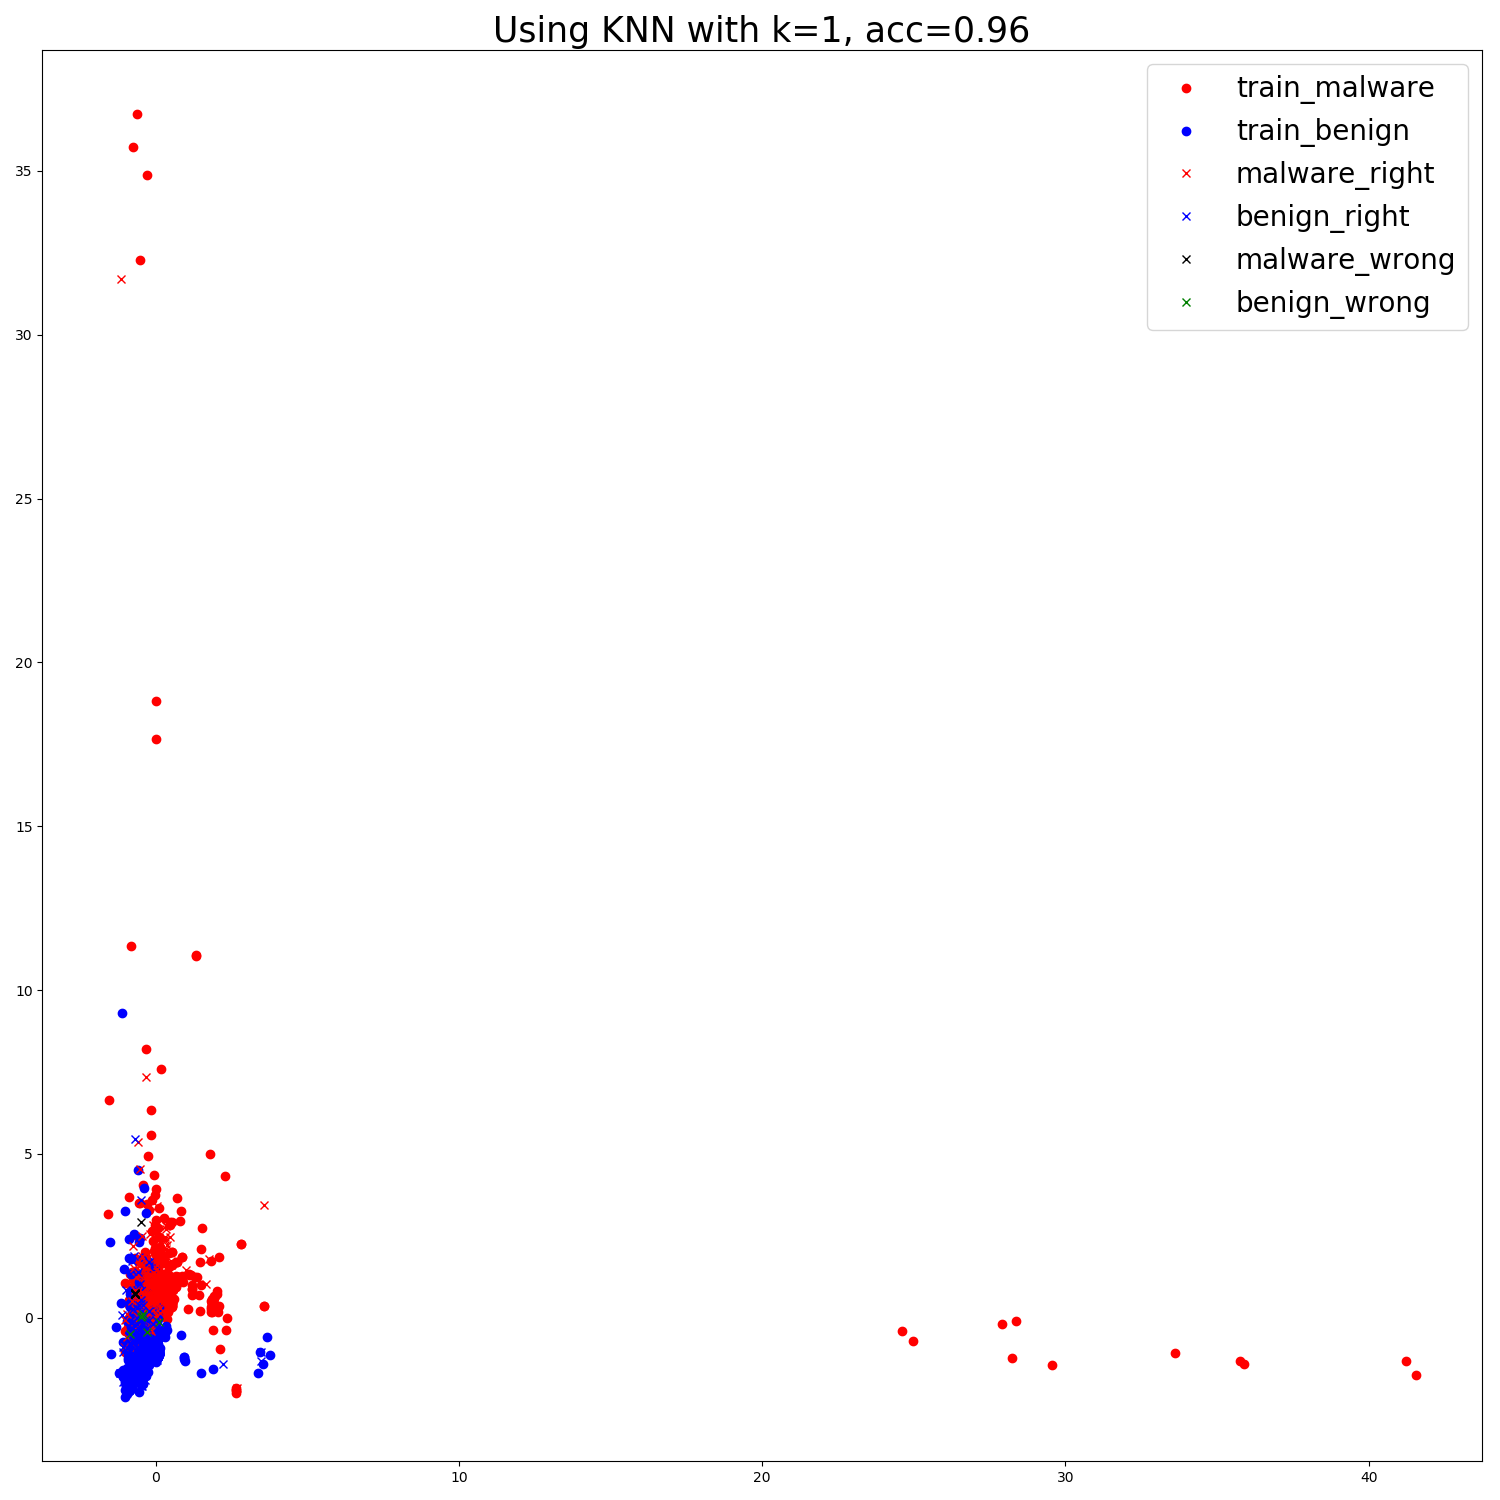 Using KNN with k=1, acc=0.96
train_malware
train_benign
malware_right
benign_right
malware_wrong
benign_wrong
35
30
25
20
15
10
5
0
0 10 20 30 40